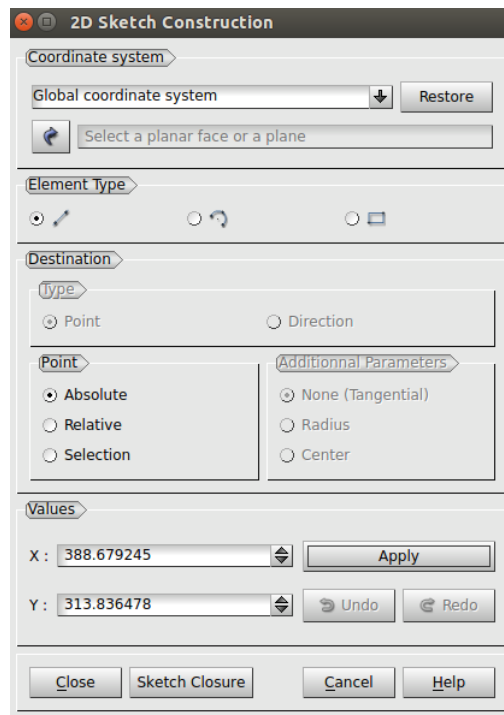 2D Sketch Construction
Coordinate system
Global coordinate system
Restore
Select a planar face or a plane
Element Type
Destination
Type
Point
Direction
Point
Additionnal Parameters
Absolute
None (Tangential)
Relative
Radius
Selection
Center
Values
X : 388.679245
Apply
Y : 313.836478
Undo
Redo
Close
Sketch Closure
Cancel
Help